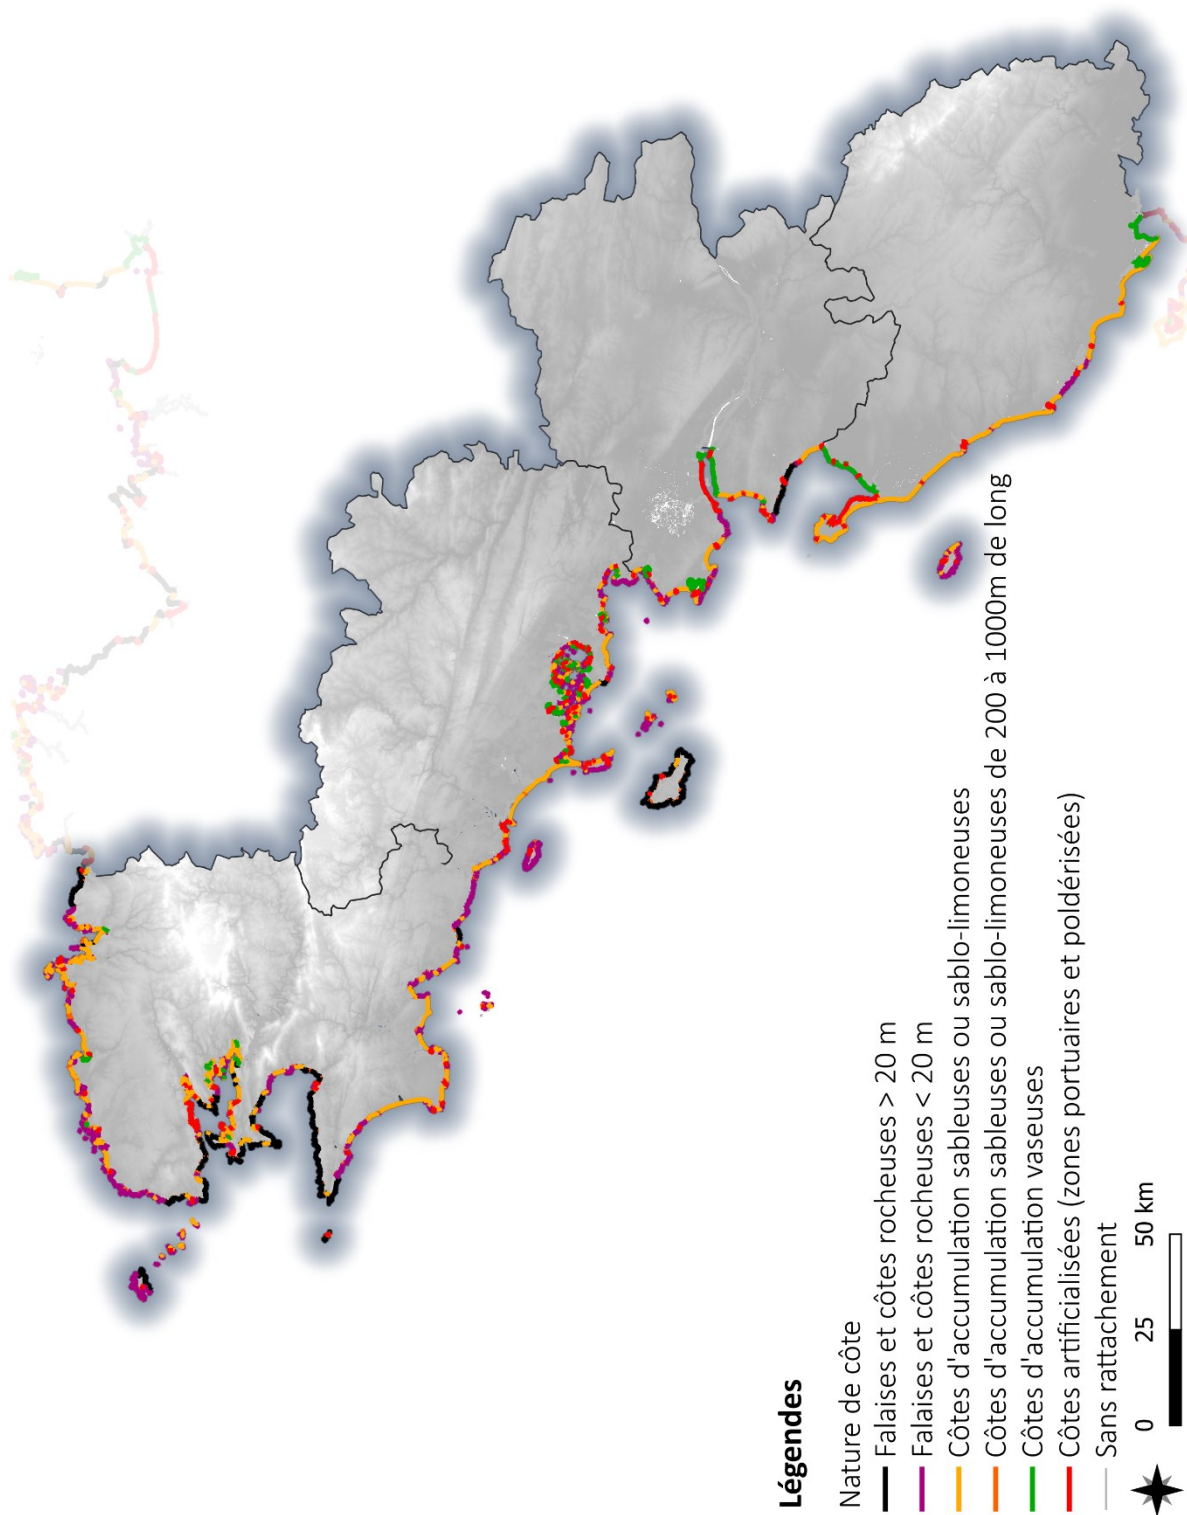 Légendes
Nature de côte
Falaises et côtes rocheuses > 20 m
Falaises et côtes rocheuses < 20 m
Côtes d'accumulation sableuses ou sablo-limoneuses
Côtes d'accumulation sableuses ou sablo-limoneuses de 200 à 1000m de long
Côtes d'accumulation vaseuses
Côtes artificialisées (zones portuaires et poldérisées)
Sans rattachement
0 25 50 km